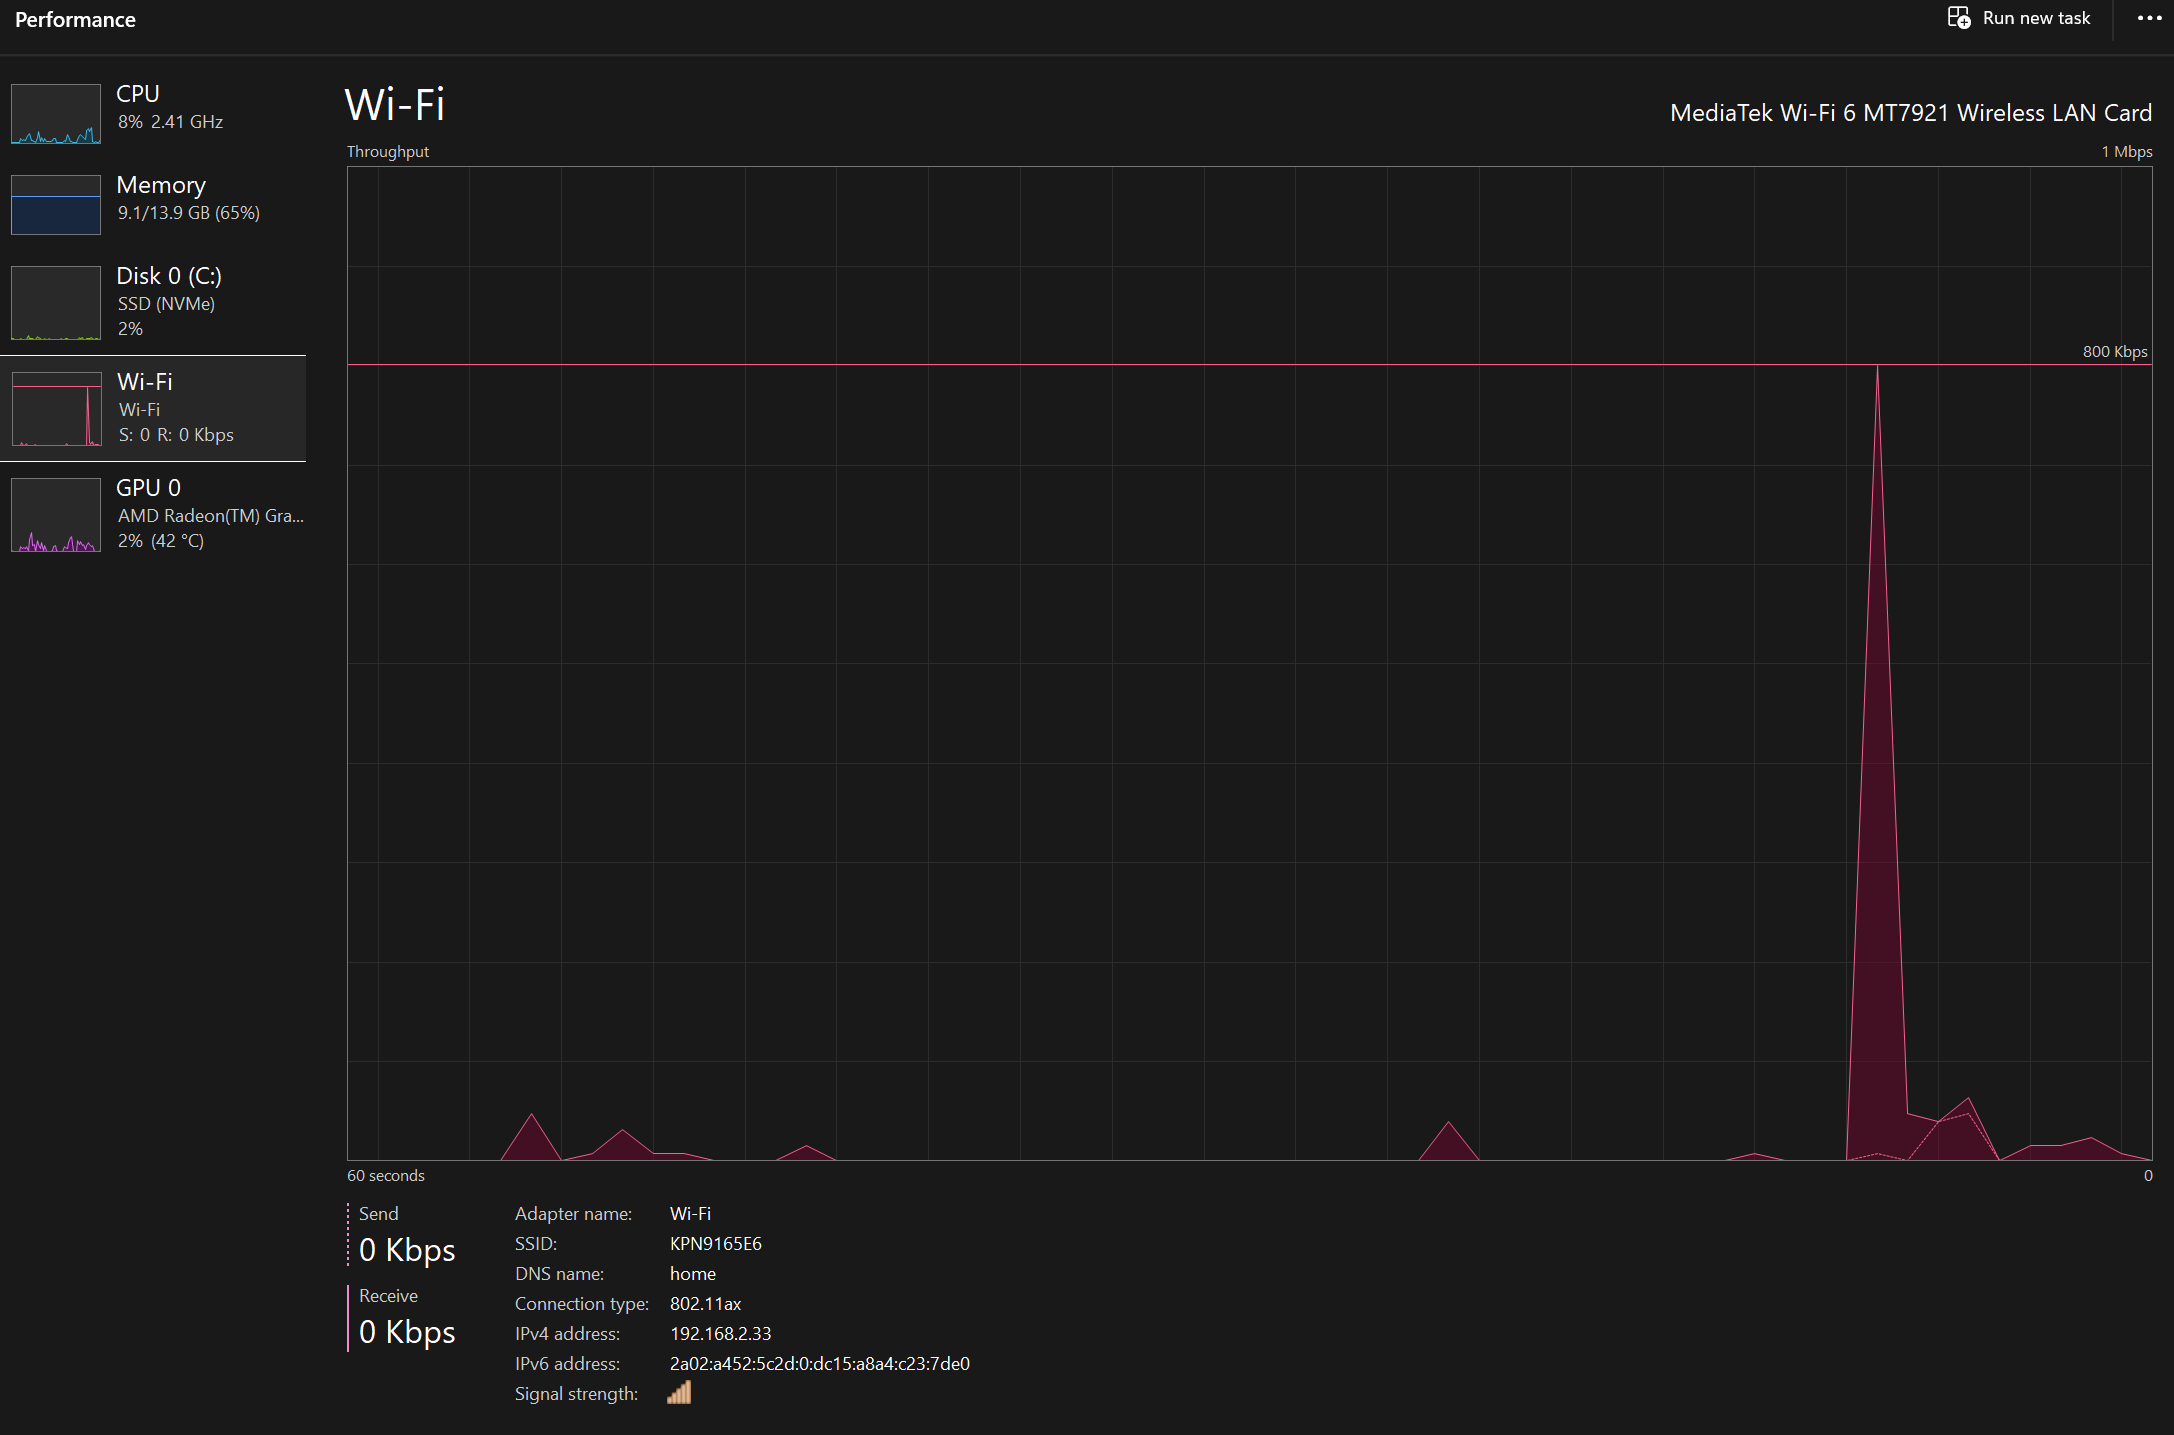 Performance
Run new task
CPU
8% 2.41 GHz
Memory
9.1/13.9 GB (65%)
Disk 0 (C:)
SSD (NVMe)
2%
Wi-Fi
Wi-Fi
S: 0 R: 0 Kbps
GPU 0
AMD Radeon(TM) Gra...
2% (42 °C)
Wi-Fi
MediaTek Wi-Fi 6 MT7921 Wireless LAN Card
Throughput
1 Mbps
800 Kbps
60 seconds
0
Send
0 Kbps
Receive
0 Kbps
Adapter name: Wi-Fi
SSID: KPN9165E6
DNS name: home
Connection type: 802.11ax
IPv4 address: 192.168.2.33
IPv6 address: 2a02:a452:5c2d:0:dc15:a8a4:c23:7de0
Signal strength: